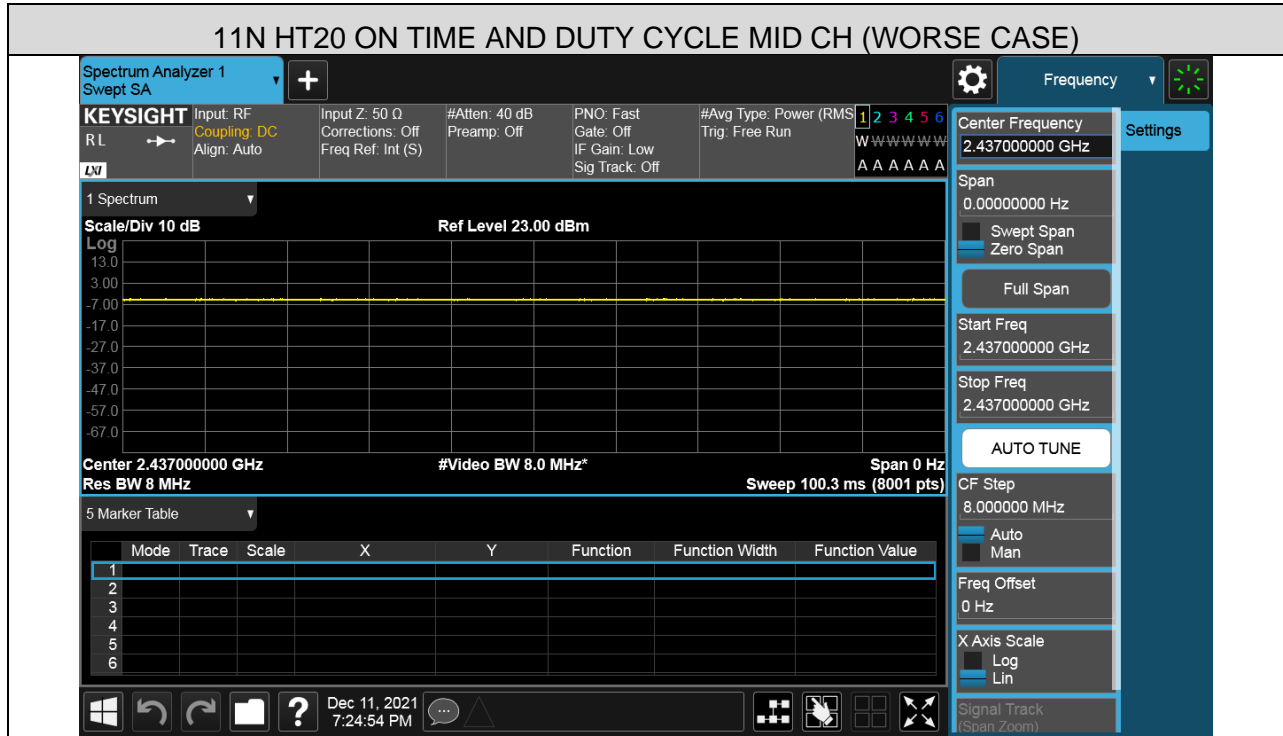 11N HT20 ON TIME AND DUTY CYCLE MID CH (WORSE CASE)
Spectrum Analyzer 1
Swept SA
Frequency
KEYSIGHT
RL
LXI
Input: RF
Coupling: DC
Align: Auto
Input Z: 50 Ω
Corrections: Off
Freq Ref: Int (S)
#Atten: 40 dB
Preamp: Off
PNO: Fast
Gate: Off
IF Gain: Low
Sig Track: Off
#Avg Type: Power (RMS
Trig: Free Run
1 2 3 4 5 6
W W W W W W
A A A A A A
Center Frequency
2.437000000 GHz
Settings
Span
0.00000000 Hz
Swept Span
Zero Span
Full Span
Start Freq
2.437000000 GHz
Stop Freq
2.437000000 GHz
AUTO TUNE
CF Step
8.000000 MHz
Auto
Man
Freq Offset
0 Hz
X Axis Scale
Log
Lin
Signal Track
(Span Zoom)
1 Spectrum
Scale/Div 10 dB
Ref Level 23.00 dBm
Log
13.0
3.00
-7.00
-17.0
-27.0
-37.0
-47.0
-57.0
-67.0
Center 2.437000000 GHz
#Video BW 8.0 MHz*
Span 0 Hz
Res BW 8 MHz
Sweep 100.3 ms (8001 pts)
5 Marker Table
Mode Trace Scale X Y Function Function Width Function Value
1
2
3
4
5
6
?
Dec 11, 2021
7:24:54 PM